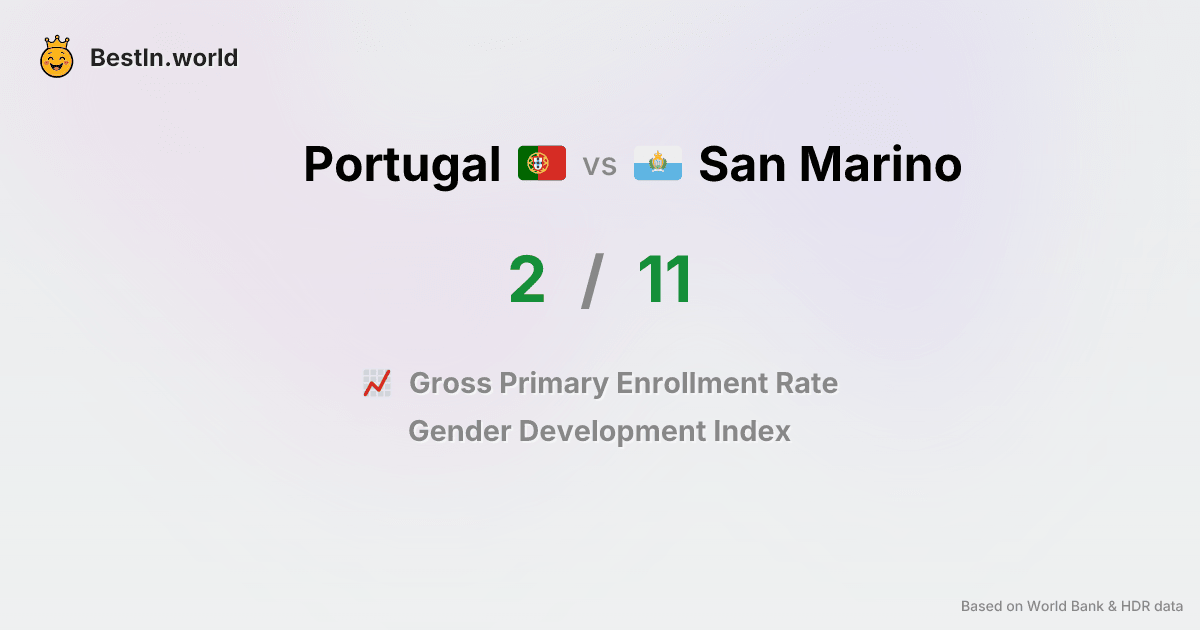 BestIn.world
Portugal vs San Marino
2 / 11
Gross Primary Enrollment Rate
Gender Development Index
Based on World Bank & HDR data